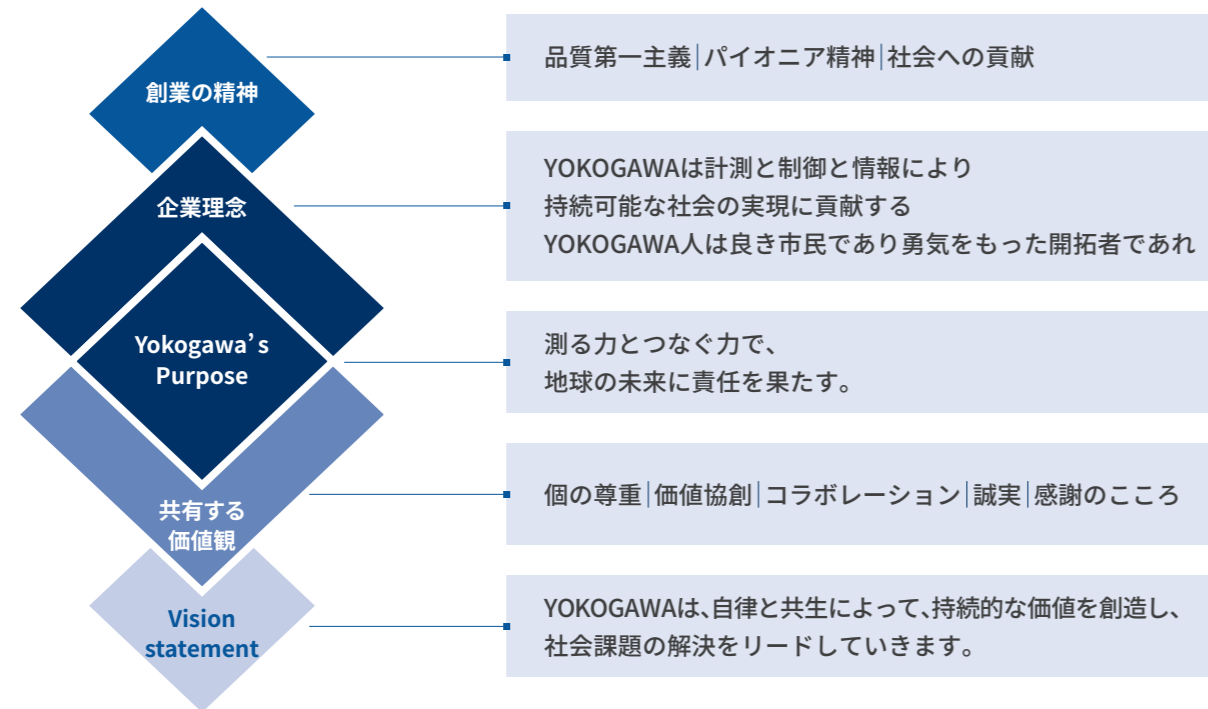 創業の精神
品質第一主義|パイオニア精神|社会への貢献
企業理念
YOKOGAWAは計測と制御と情報により
持続可能な社会の実現に貢献する
YOKOGAWA人は良き市民であり勇気をもった開拓者であれ
Yokogawa’s
Purpose
測る力とつなぐ力で、
地球の未来に責任を果たす。
共有する
価値観
個の尊重|価値協創|コラボレーション|誠実|感謝のこころ
Vision
statement
YOKOGAWAは、自律と共生によって、持続的な価値を創造し、
社会課題の解決をリードしていきます。